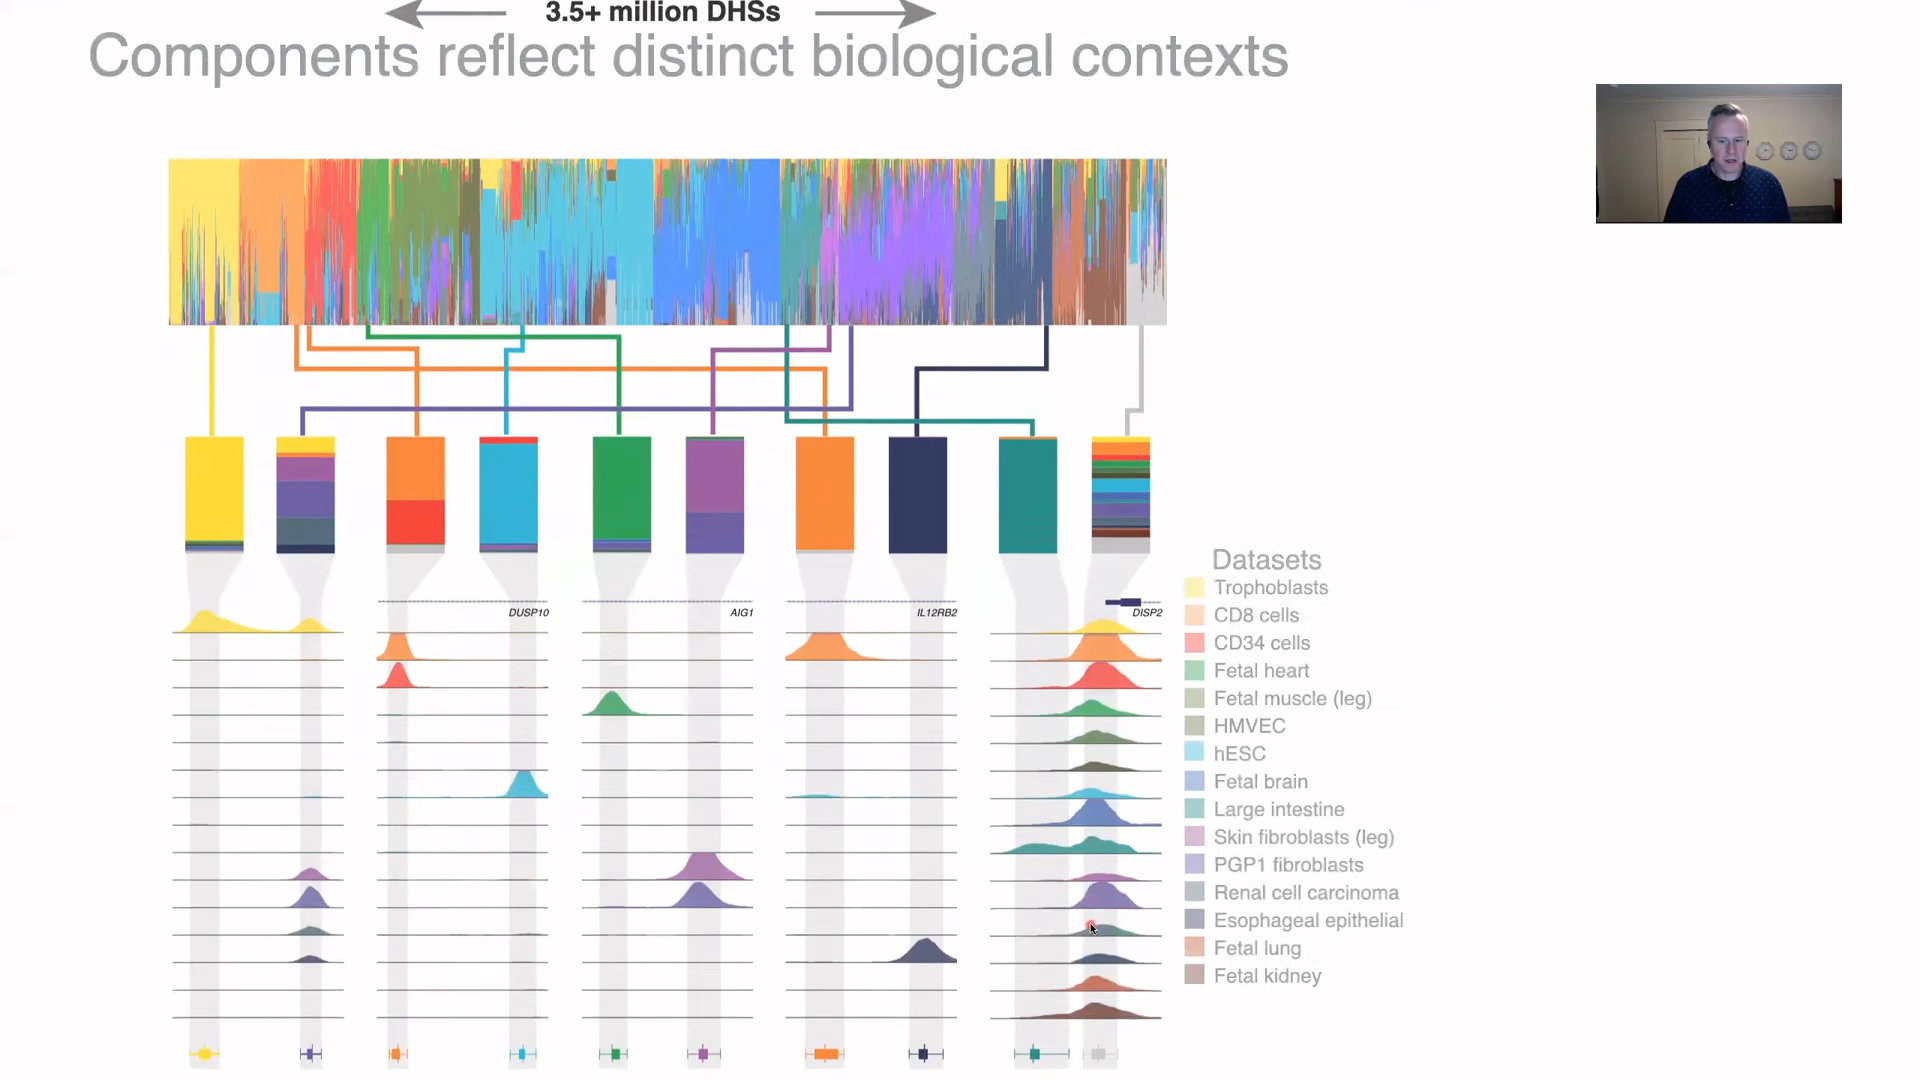 3.5+ million DHSs
Components reflect distinct biological contexts
DUSP10
AIG1
IL12RB2
DISP2
Datasets
Trophoblasts
CD8 cells
CD34 cells
Fetal heart
Fetal muscle (leg)
HMVEC
hESC
Fetal brain
Large intestine
Skin fibroblasts (leg)
PGP1 fibroblasts
Renal cell carcinoma
Esophageal epithelial
Fetal lung
Fetal kidney